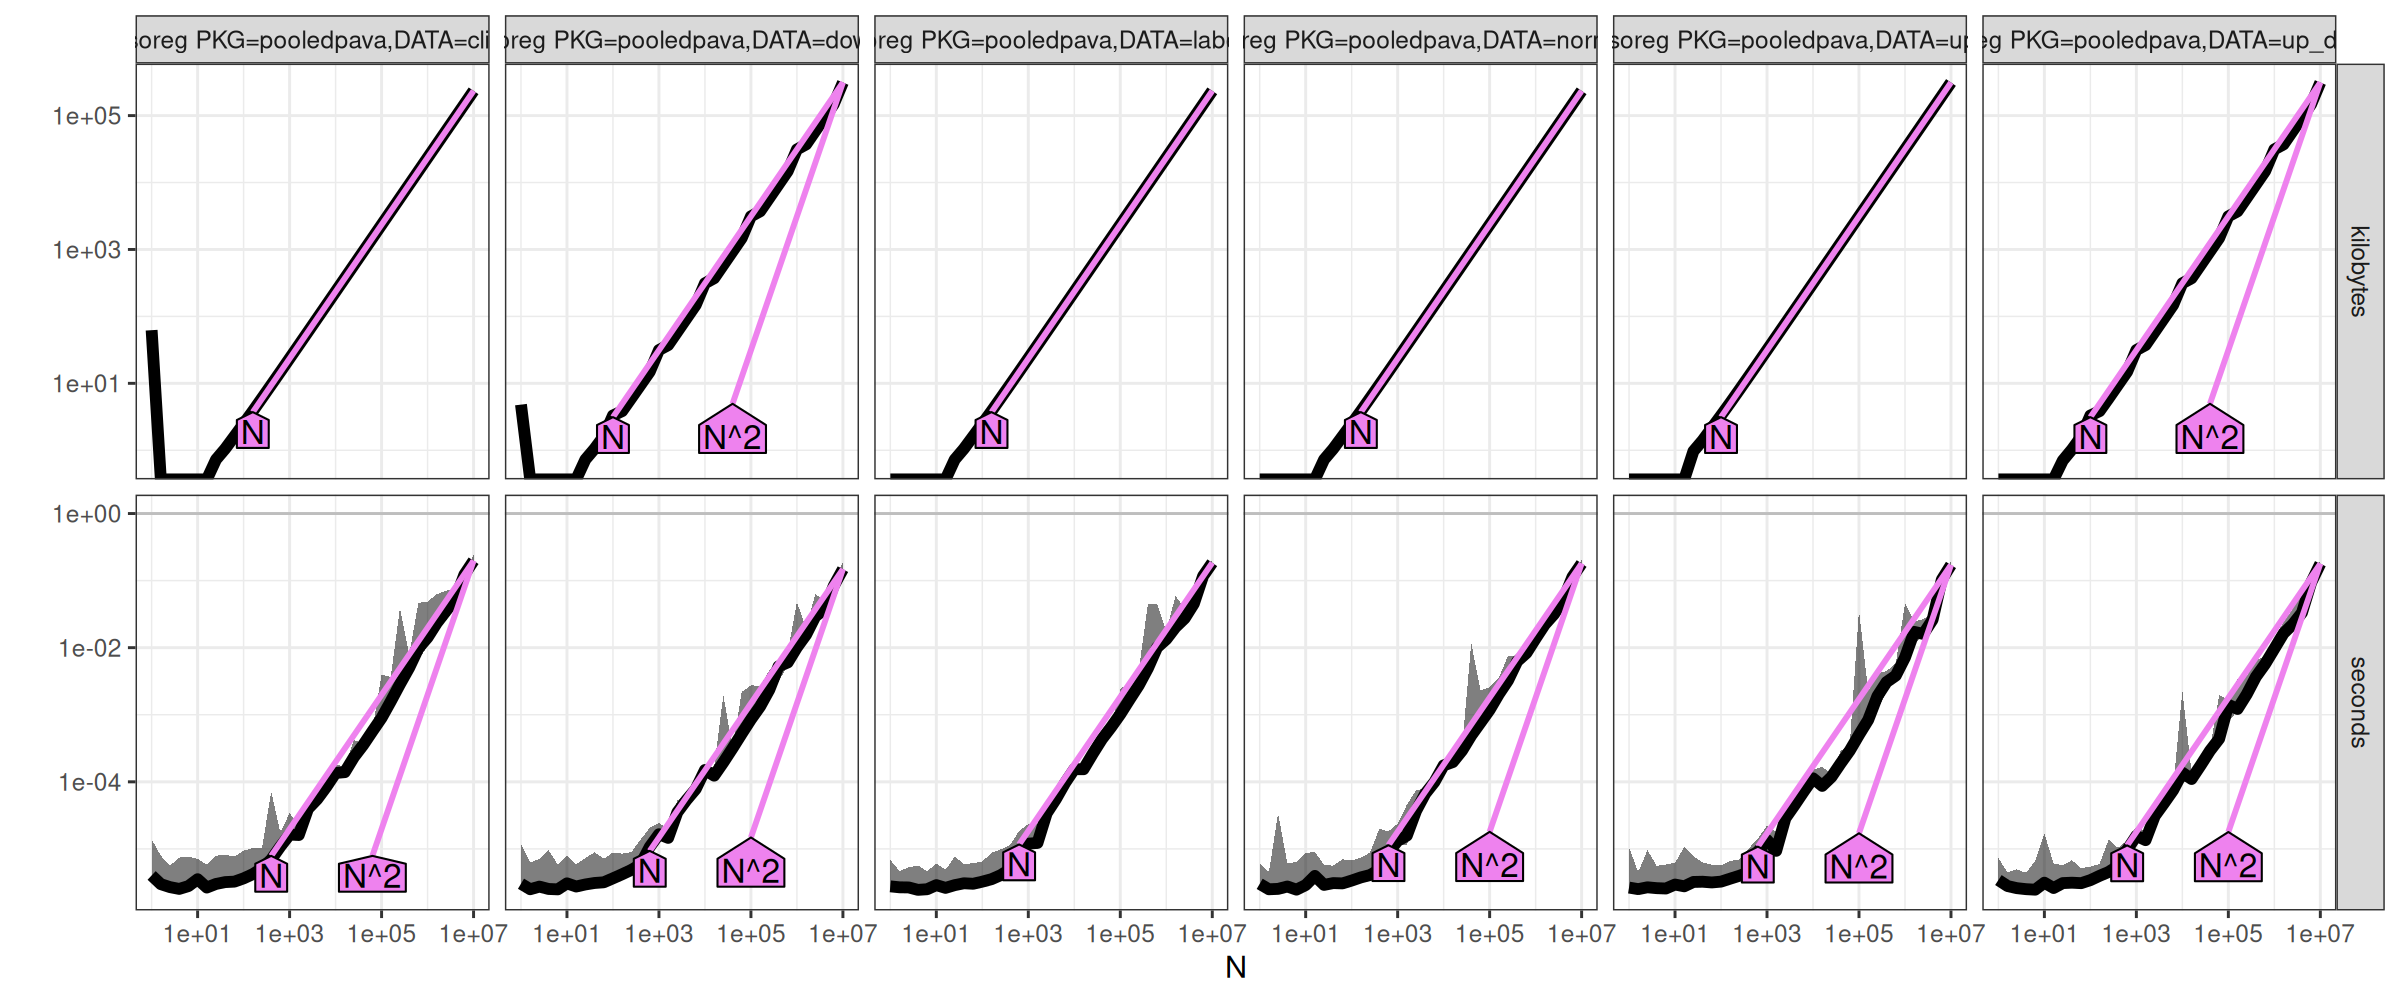 soreg PKG=pooledpava,DATA=cli
oreg PKG=pooledpava,DATA=dov
reg PKG=pooledpava,DATA=lab
reg PKG=pooledpava,DATA=nor
soreg PKG=pooledpava,DATA=up
eg PKG=pooledpava,DATA=up_d
1e+05
1e+03
1e+01
N
N
N^2
N
N
N
N
N^2
kilobytes
1e+00
1e-02
1e-04
N
N^2
N
N^2
N
N
N^2
N
N^2
N
N^2
seconds
1e+01 1e+03 1e+05 1e+07
1e+01 1e+03 1e+05 1e+07
1e+01 1e+03 1e+05 1e+07
1e+01 1e+03 1e+05 1e+07
1e+01 1e+03 1e+05 1e+07
1e+01 1e+03 1e+05 1e+07
N